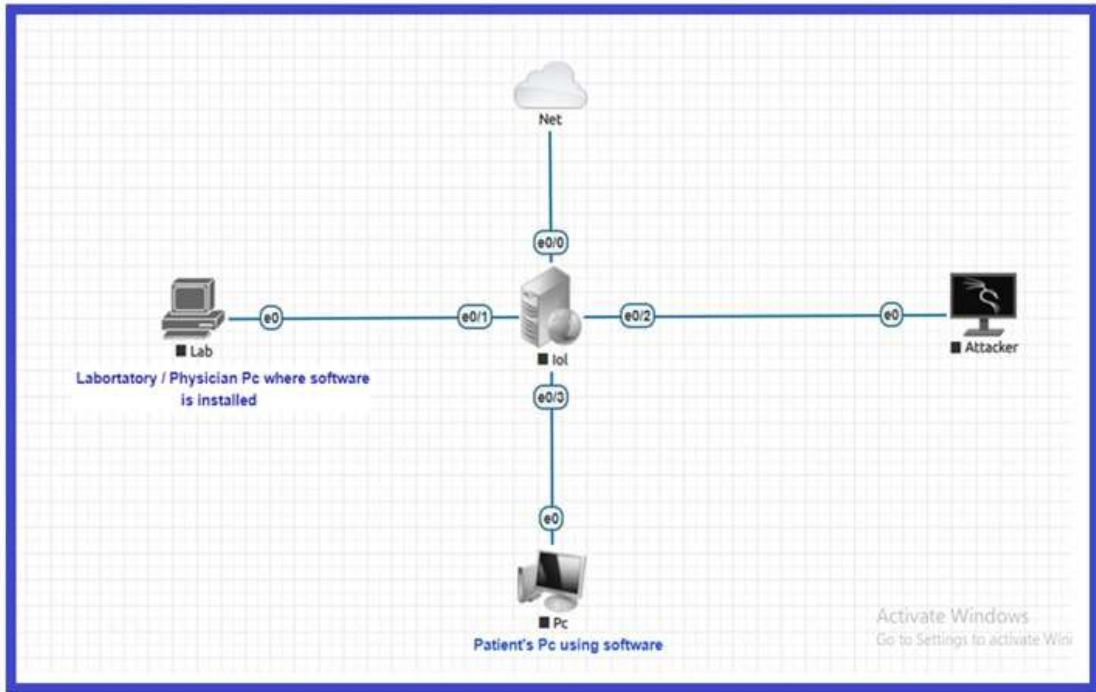 Net
e0/0
e0
e0/1
e0/2
e0
Lab
Iol
Attacker
Labortatory / Physician Pc where software
is installed
e0/3
e0
Pc
Patient's Pc using software
Activate Windows
Go to Settings to activate Win